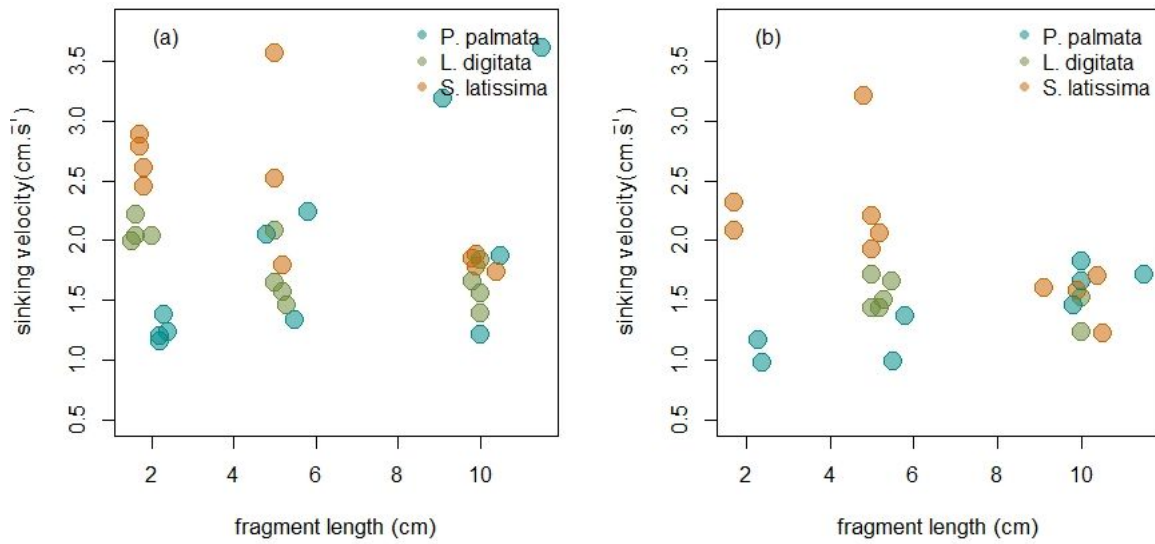 (a)
P. palmata
L. digitata
S. latissima
3.5
3.0
2.5
2.0
1.5
1.0
0.5
sinking velocity(cm.s̄¹)
2
4
6
8
10
fragment length (cm)
(b)
P. palmata
L. digitata
S. latissima
3.5
3.0
2.5
2.0
1.5
1.0
0.5
sinking velocity(cm.s̄¹)
2
4
6
8
10
fragment length (cm)